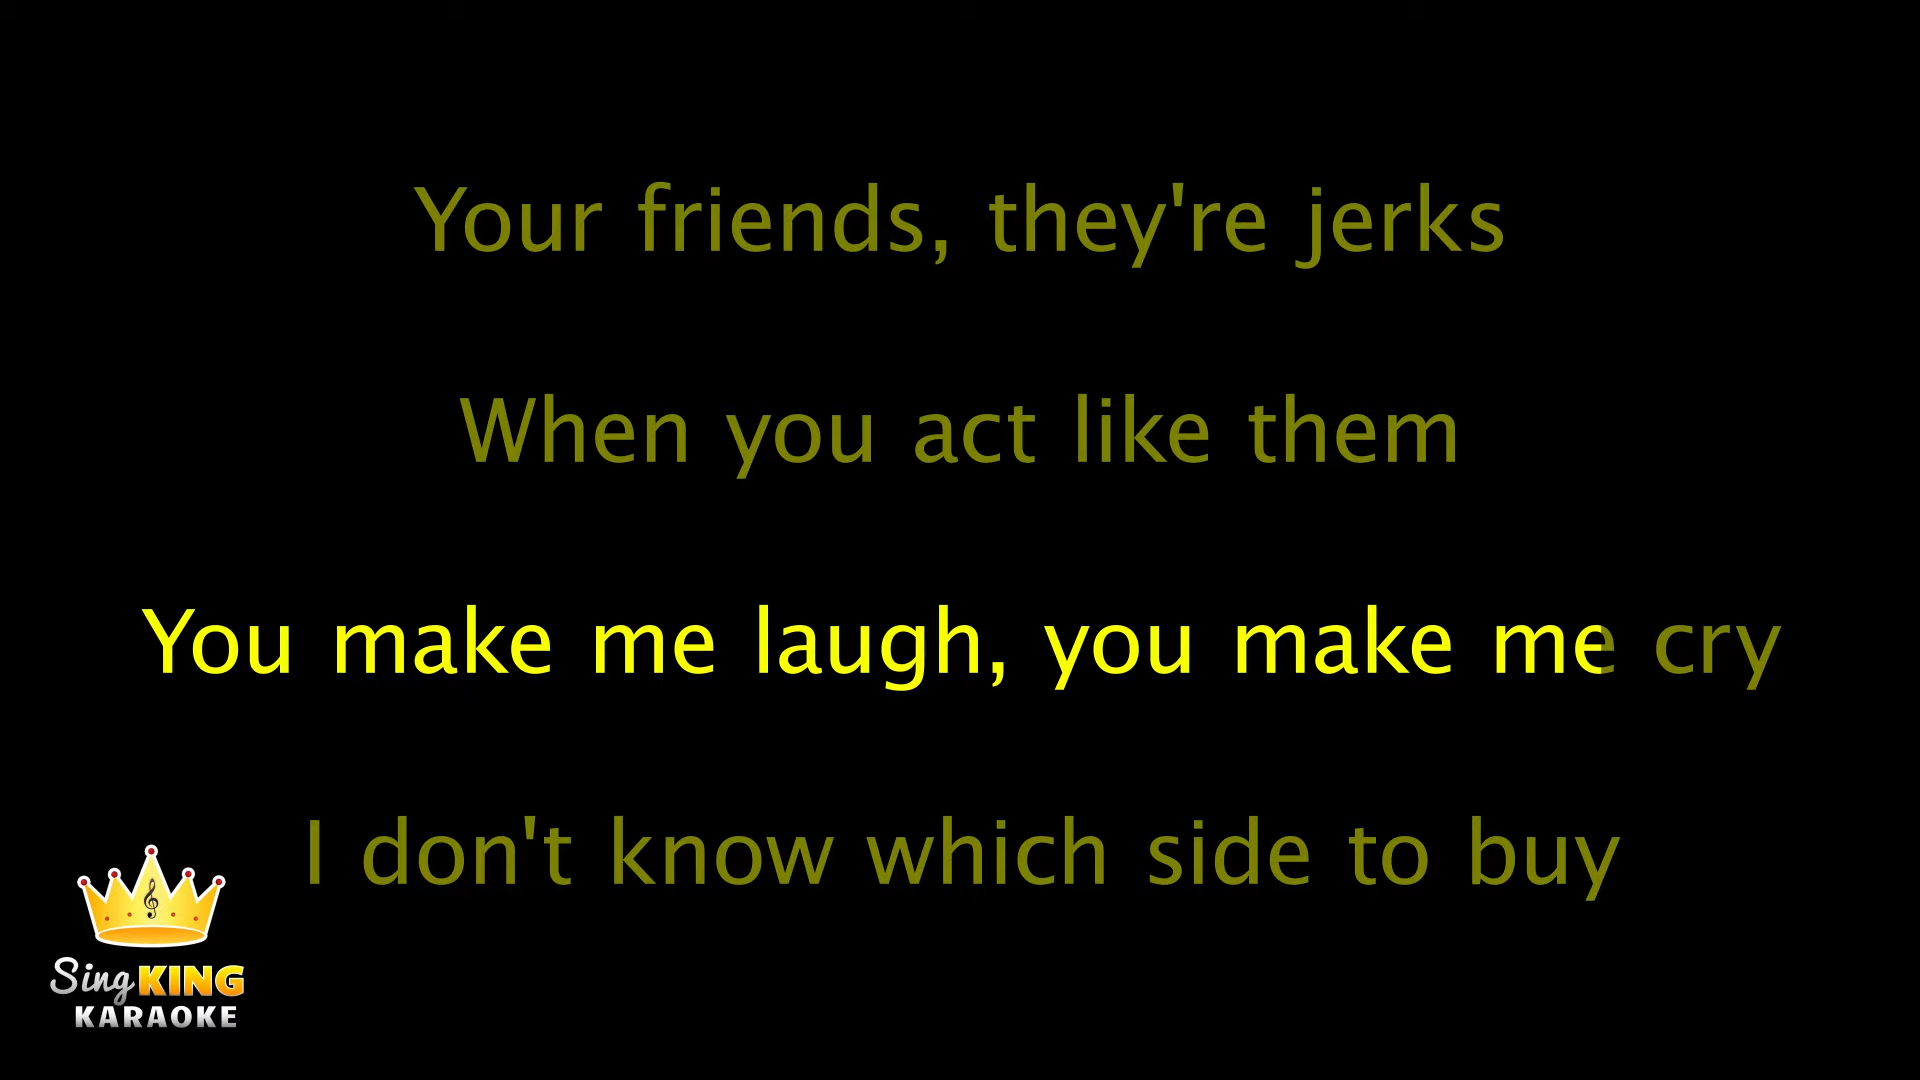 Your friends, they're jerks
When you act like them
You make me laugh, you make me cry
I don't know which side to buy
Sing KING
KARAOKE